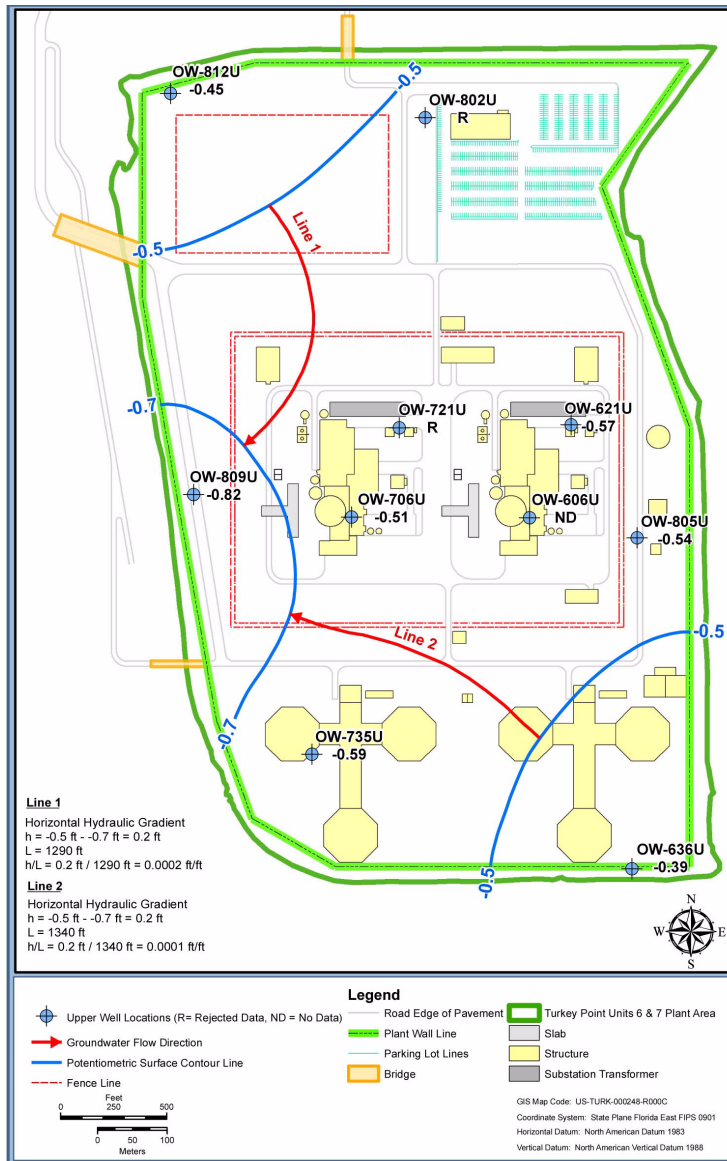 OW-812U
-0.45
-0.5
OW-802U
R
-0.5
Line 1
-0.7
OW-721U
R
OW-621U
-0.57
OW-809U
-0.82
OW-706U
-0.51
OW-606U
ND
OW-805U
-0.54
Line 2
-0.5
-0.7
OW-735U
-0.59
-0.5
OW-636U
-0.39
Line 1
Horizontal Hydraulic Gradient
h = -0.5 ft - -0.7 ft = 0.2 ft
L = 1290 ft
h/L = 0.2 ft / 1290 ft = 0.0002 ft/ft
Line 2
Horizontal Hydraulic Gradient
h = -0.5 ft - -0.7 ft = 0.2 ft
L = 1340 ft
h/L = 0.2 ft / 1340 ft = 0.0001 ft/ft
N
W E
S
Legend
Upper Well Locations (R= Rejected Data, ND = No Data)
Groundwater Flow Direction
Potentiometric Surface Contour Line
Fence Line
Road Edge of Pavement
Plant Wall Line
Parking Lot Lines
Bridge
Turkey Point Units 6 & 7 Plant Area
Slab
Structure
Substation Transformer
Feet
0 250 500
0 50 100
Meters
GIS Map Code: US-TURK-000248-R000C
Coordinate System: State Plane Florida East FIPS 0901
Horizontal Datum: North American Datum 1983
Vertical Datum: North American Vertical Datum 1988